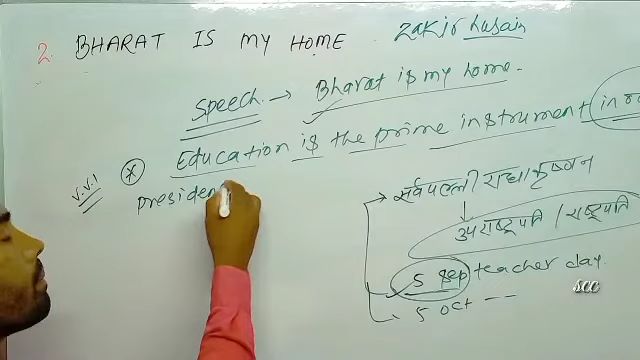 2. BHARAT IS MY HOME
Zakir husain
Speech. → Bharat is my home.
V.V.I * Education is the prime instrument in
presiden
→ सर्वपल्ली राधाकृष्णन
उपराष्ट्रपति / राष्ट्रपति
5 sep teacher day.
5 oct ---
SCC